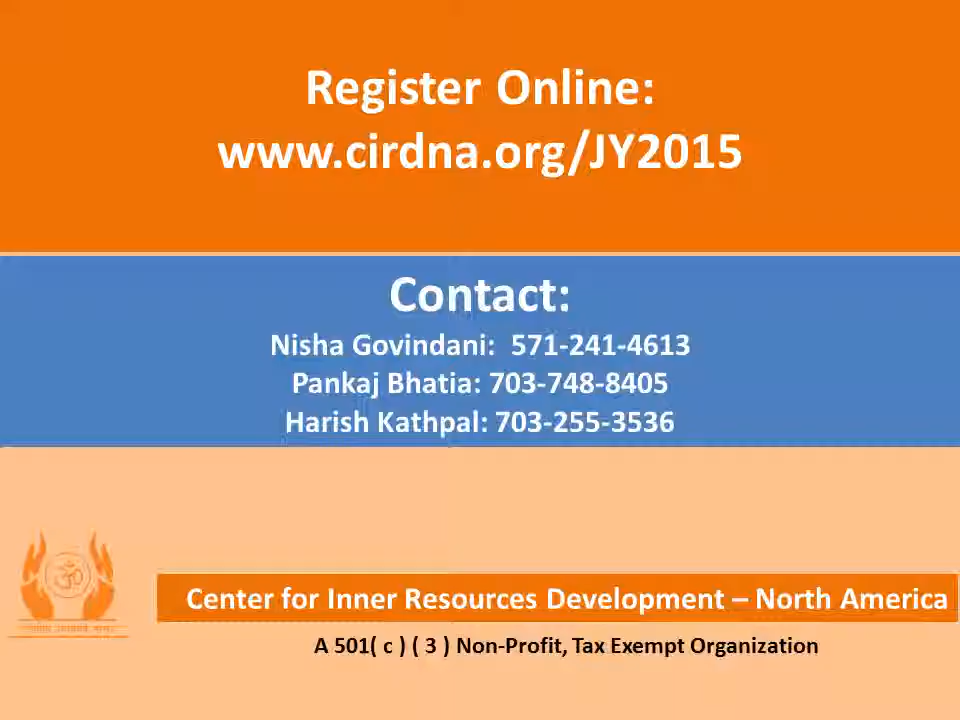 Register Online:
www.cirdna.org/JY2015
Contact:
Nisha Govindani: 571-241-4613
Pankaj Bhatia: 703-748-8405
Harish Kathpal: 703-255-3536
ॐ
Center for Inner Resources Development – North America
A 501( c ) ( 3 ) Non-Profit, Tax Exempt Organization